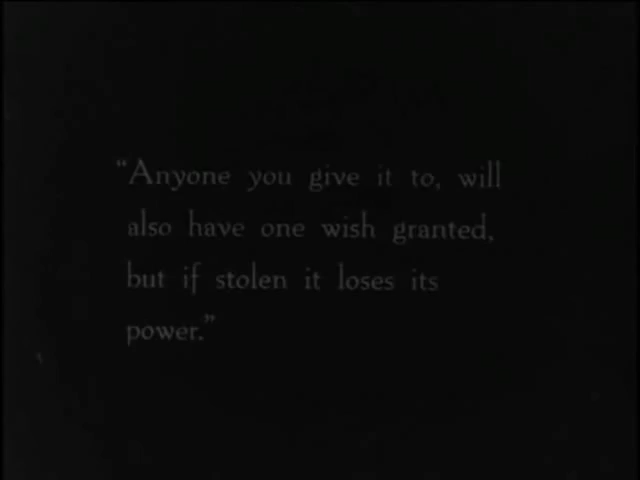 “Anyone you give it to, will
also have one wish granted,
but if stolen it loses its
power.”